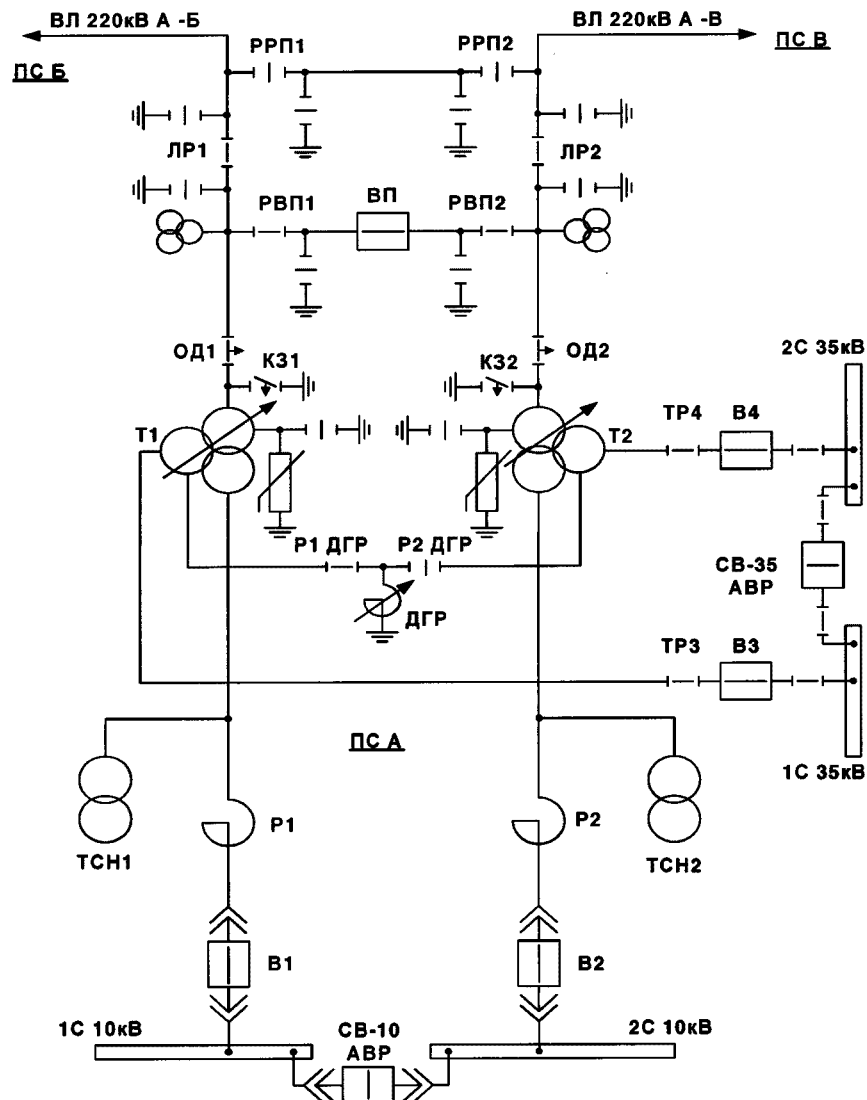 ВЛ 220кВ А -Б
ВЛ 220кВ А -В
ПС Б
РРП1
РРП2
ПС В
ЛР1
ЛР2
РВП1
ВП
РВП2
ОД1
КЗ1
КЗ2
ОД2
2С 35кВ
Т1
Т2
ТР4
В4
Р1 ДГР
Р2 ДГР
СВ-35
АВР
ДГР
ТР3
В3
ПС А
1С 35кВ
Р1
Р2
ТСН1
ТСН2
В1
В2
1С 10кВ
СВ-10
АВР
2С 10кВ